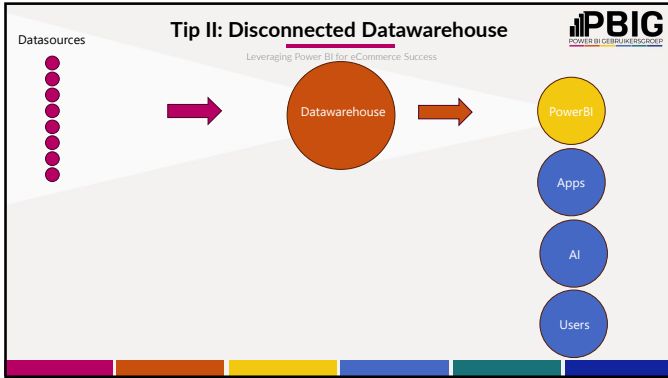 Tip II: Disconnected Datawarehouse
PBIG
POWER BI GEBRUIKERSGROEP
Leveraging Power BI for eCommerce Success
Datasources
Datawarehouse
PowerBI
Apps
AI
Users